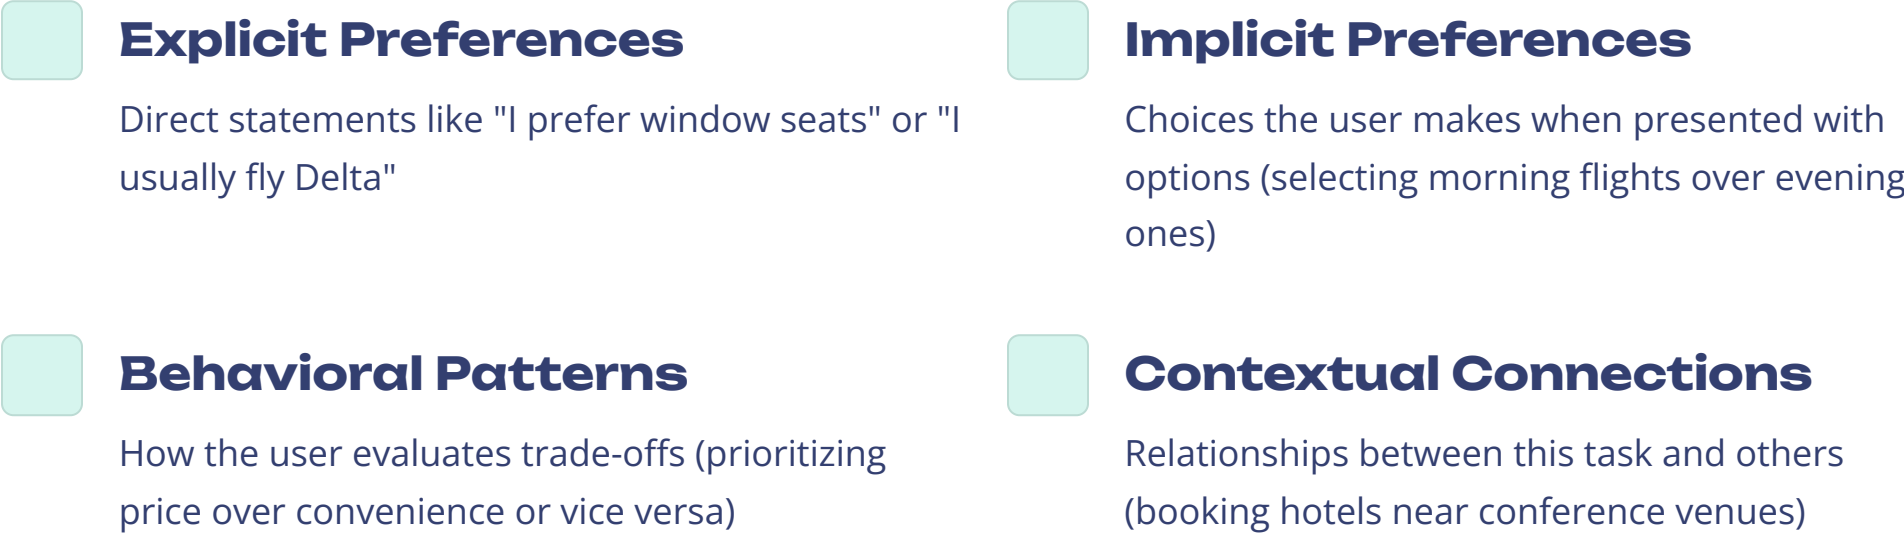 Explicit Preferences
Direct statements like "I prefer window seats" or "I
usually fly Delta"
Implicit Preferences
Choices the user makes when presented with
options (selecting morning flights over evening
ones)
Behavioral Patterns
How the user evaluates trade-offs (prioritizing
price over convenience or vice versa)
Contextual Connections
Relationships between this task and others
(booking hotels near conference venues)